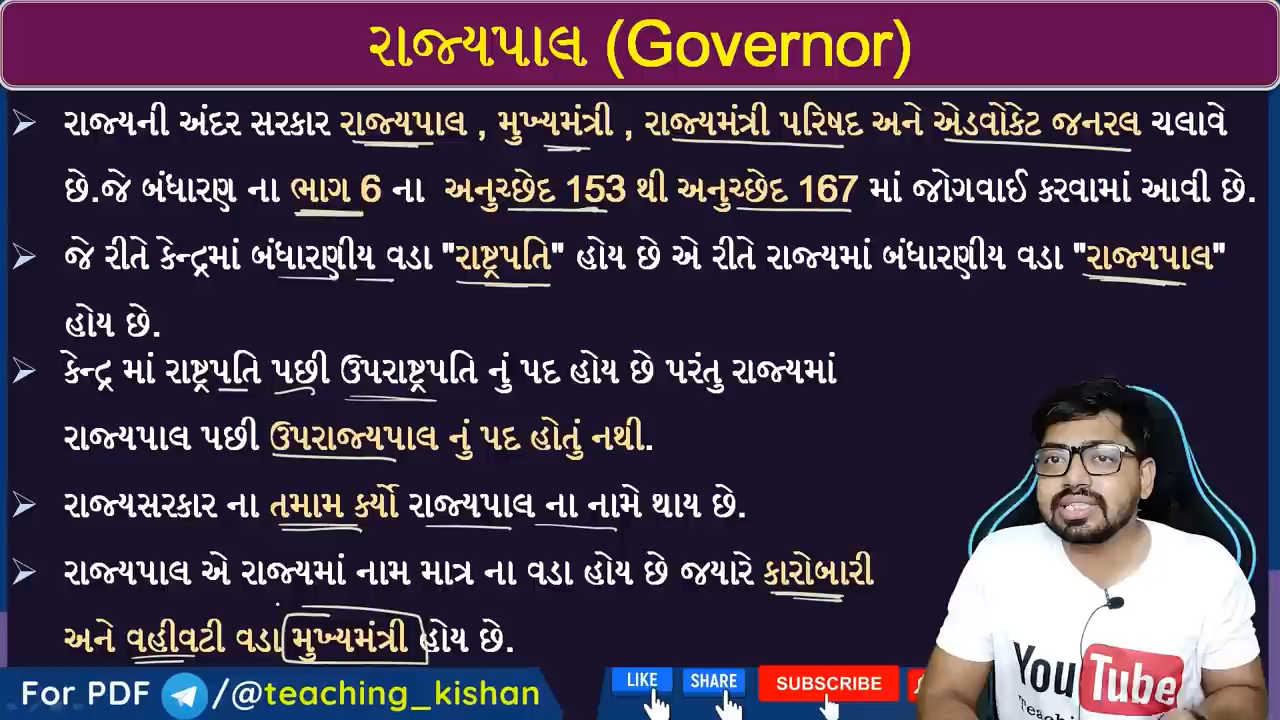 રાજ્યપાલ (Governor)
રાજ્યની અંદર સરકાર રાજ્યપાલ , મુખ્યમંત્રી , રાજ્યમંત્રી પરિષદ અને એડવોકેટ જનરલ ચલાવે
છે.જે બંધારણ ના ભાગ 6 ના અનુચ્છેદ 153 થી અનુચ્છેદ 167 માં જોગવાઈ કરવામાં આવી છે.
જે રીતે કેન્દ્રમાં બંધારણીય વડા "રાષ્ટ્રપતિ" હોય છે એ રીતે રાજ્યમાં બંધારણીય વડા "રાજ્યપાલ"
હોય છે.
કેન્દ્ર માં રાષ્ટ્રપતિ પછી ઉપરાષ્ટ્રપતિ નું પદ હોય છે પરંતુ રાજ્યમાં
રાજ્યપાલ પછી ઉપરાજ્યપાલ નું પદ હોતું નથી.
રાજ્યસરકાર ના તમામ કર્યો રાજ્યપાલ ના નામે થાય છે.
રાજ્યપાલ એ રાજ્યમાં નામ માત્ર ના વડા હોય છે જયારે કારોબારી
અને વહીવટી વડા મુખ્યમંત્રી હોય છે.
You Tube
For PDF /@teaching_kishan
LIKE SHARE SUBSCRIBE